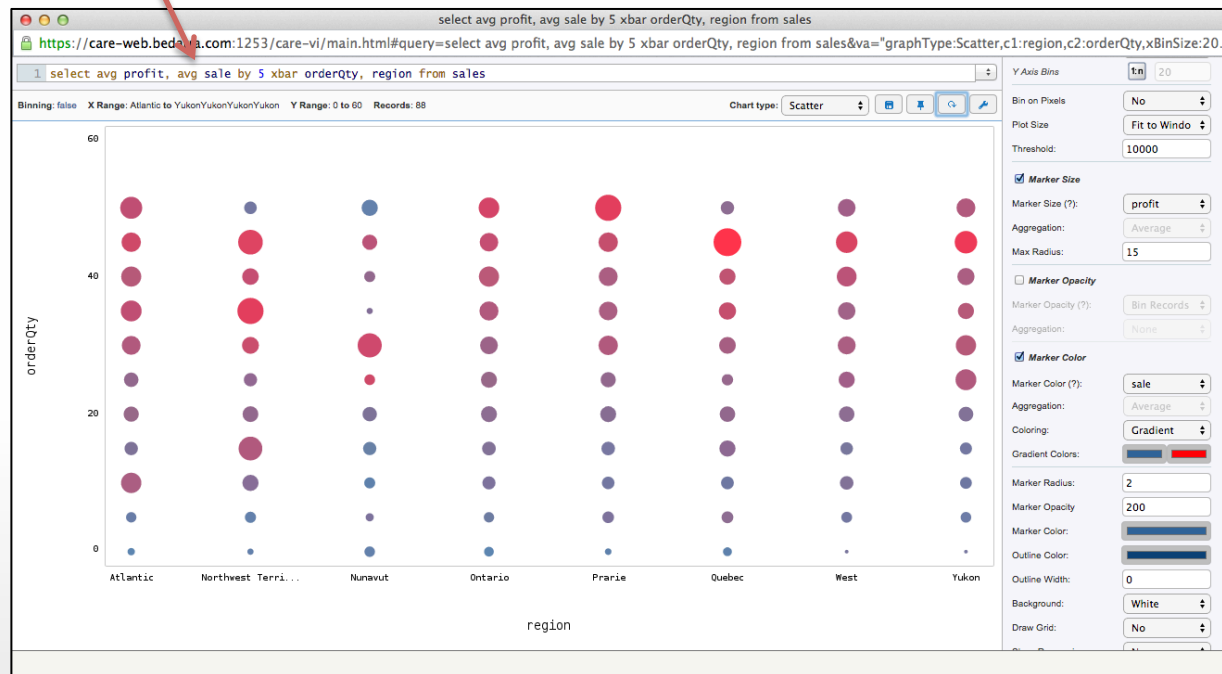 select avg profit, avg sale by 5 xbar orderQty, region from sales
https://care-web.bed a.com:1253/care-vi/main.html#query=select avg profit, avg sale by 5 xbar orderQty, region from sales&va="graphType:Scatter,c1:region,c2:orderQty,xBinSize:20.
1 select avg profit, avg sale by 5 xbar orderQty, region from sales
Binning: false X Range: Atlantic to YukonYukonYukonYukon Y Range: 0 to 60 Records: 88 Chart type: Scatter
Y Axis Bins 1:n 20
Bin on Pixels No
Plot Size Fit to Windo
Threshold: 10000
Marker Size
Marker Size (?): profit
Aggregation: Average
Max Radius: 15
Marker Opacity
Marker Opacity (?): Bin Records
Aggregation: None
Marker Color
Marker Color (?): sale
Aggregation: Average
Coloring: Gradient
Gradient Colors:
Marker Radius: 2
Marker Opacity 200
Marker Color:
Outline Color:
Outline Width: 0
Background: White
Draw Grid: No
60
40
20
0
orderQty
Atlantic Northwest Terri... Nunavut Ontario Prarie Quebec West Yukon
region